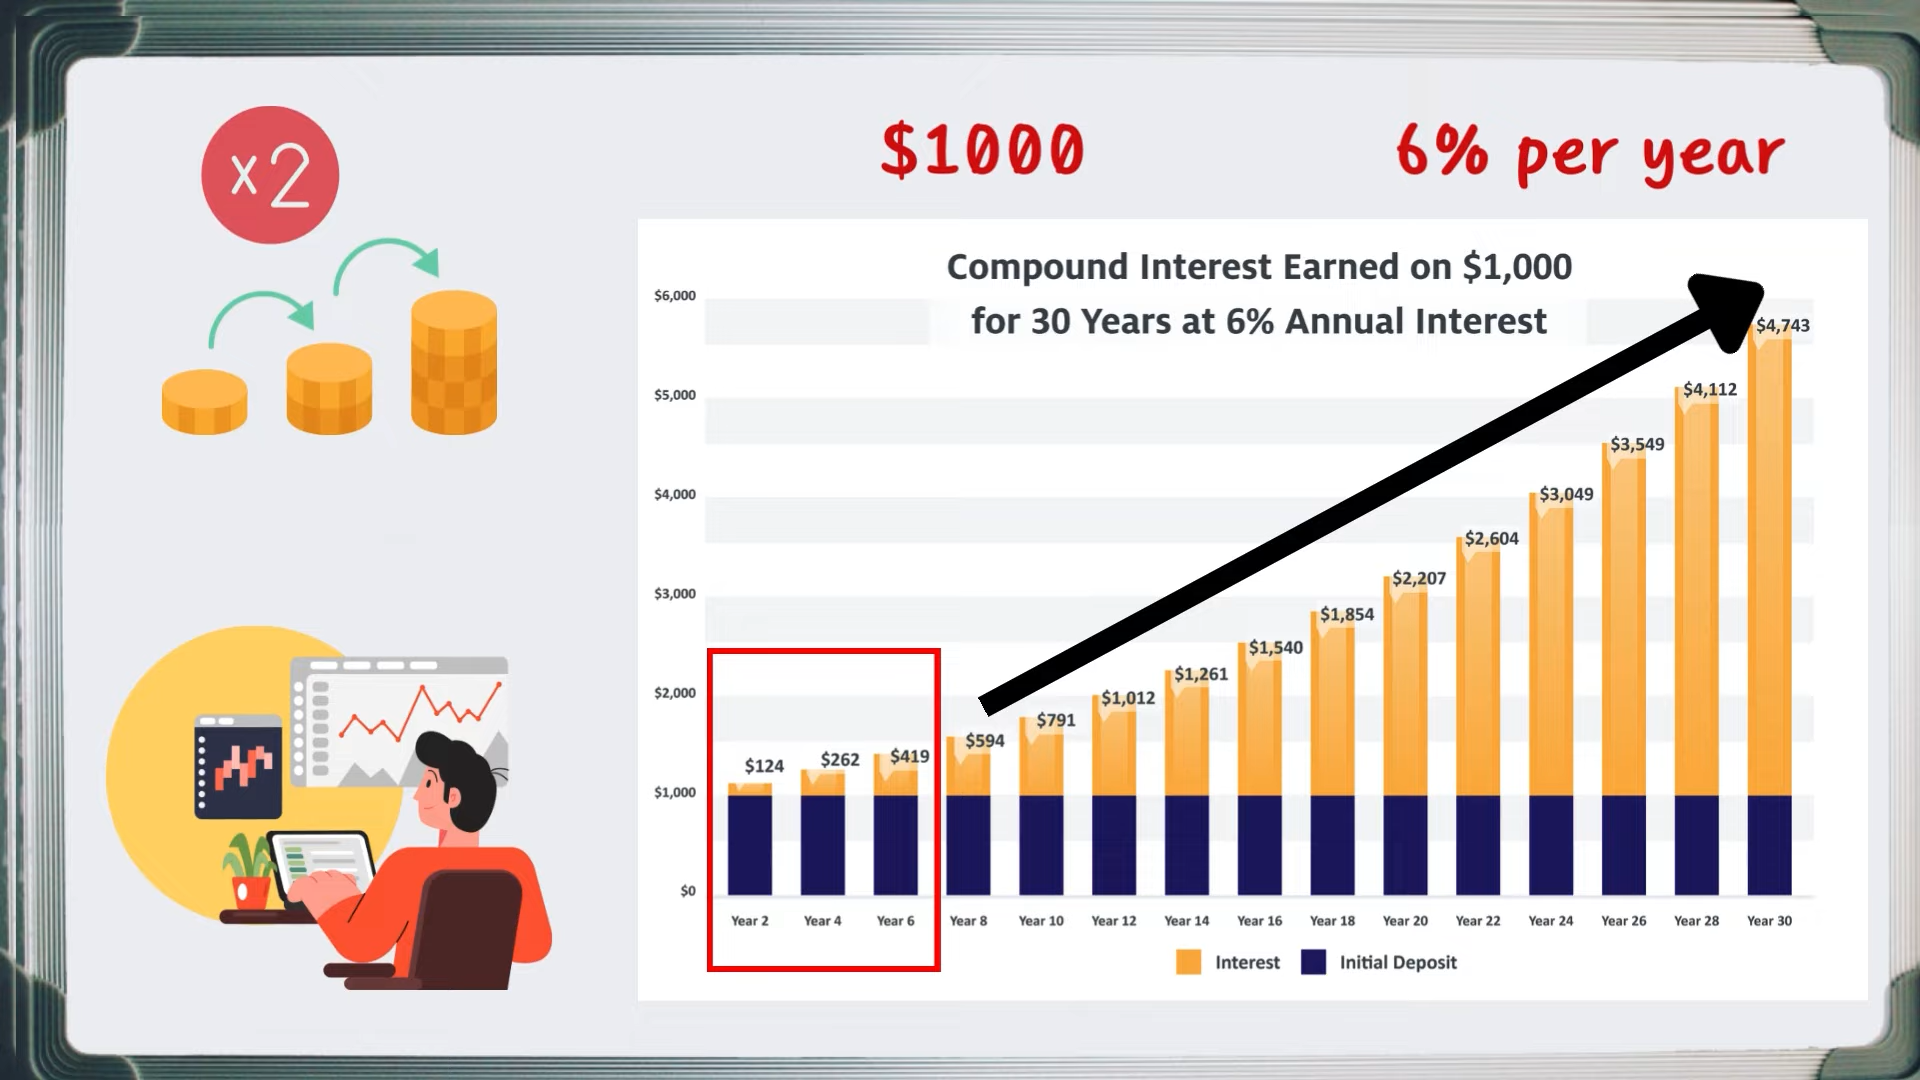 x2
$1000
6% per year
Compound Interest Earned on $1,000
for 30 Years at 6% Annual Interest
$6,000
$5,000
$4,000
$3,000
$2,000
$1,000
$0
$124
$262
$419
$594
$791
$1,012
$1,261
$1,540
$1,854
$2,207
$2,604
$3,049
$3,549
$4,112
$4,743
Year 2
Year 4
Year 6
Year 8
Year 10
Year 12
Year 14
Year 16
Year 18
Year 20
Year 22
Year 24
Year 26
Year 28
Year 30
Interest
Initial Deposit